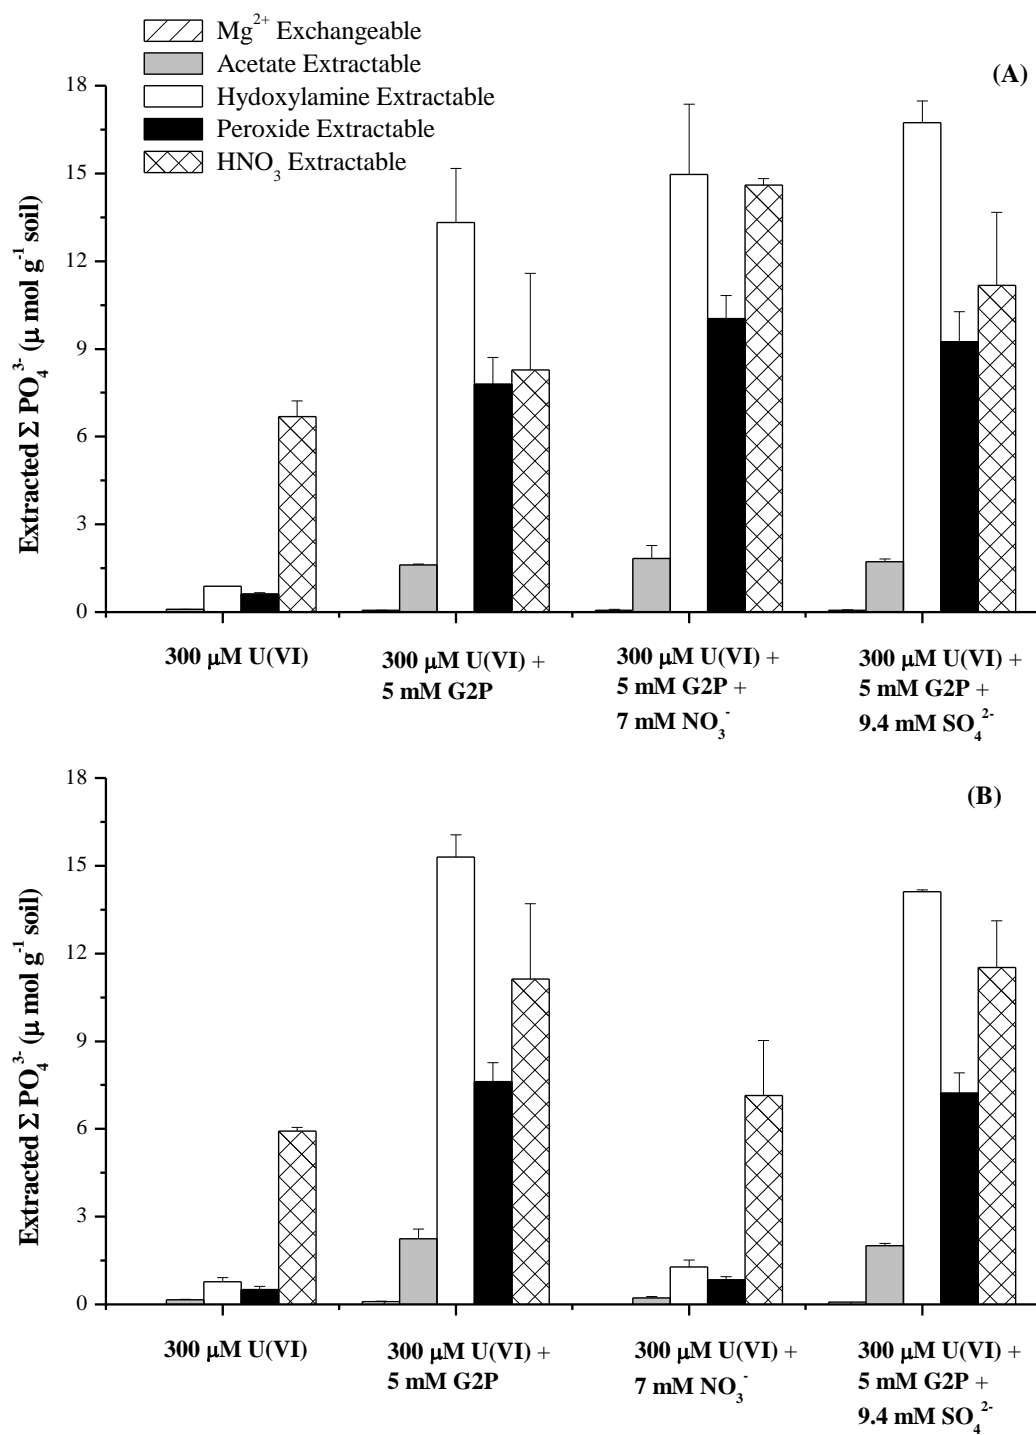 Mg²⁺ Exchangeable
Acetate Extractable
Hydoxylamine Extractable
Peroxide Extractable
HNO₃ Extractable
(A)
18
15
12
9
6
3
0
Extracted Σ PO₄³⁻ (μ mol g⁻¹ soil)
300 μM U(VI)
300 μM U(VI) +
5 mM G2P
300 μM U(VI) +
5 mM G2P +
7 mM NO₃⁻
300 μM U(VI) +
5 mM G2P +
9.4 mM SO₄²⁻
(B)
18
15
12
9
6
3
0
Extracted Σ PO₄³⁻ (μ mol g⁻¹ soil)
300 μM U(VI)
300 μM U(VI) +
5 mM G2P
300 μM U(VI) +
7 mM NO₃⁻
300 μM U(VI) +
5 mM G2P +
9.4 mM SO₄²⁻